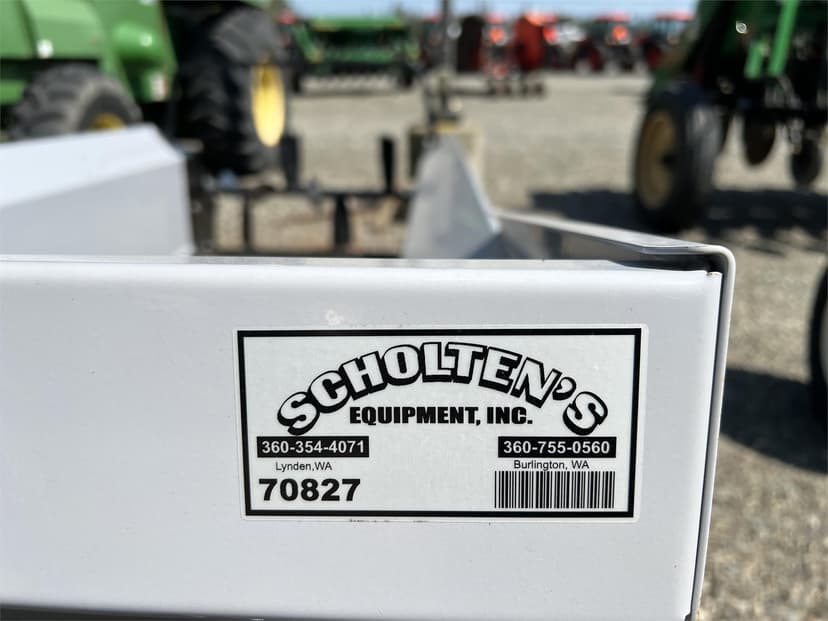 SCHOLTEN'S
EQUIPMENT, INC.
360-354-4071 360-755-0560
Lynden,WA Burlington, WA
70827